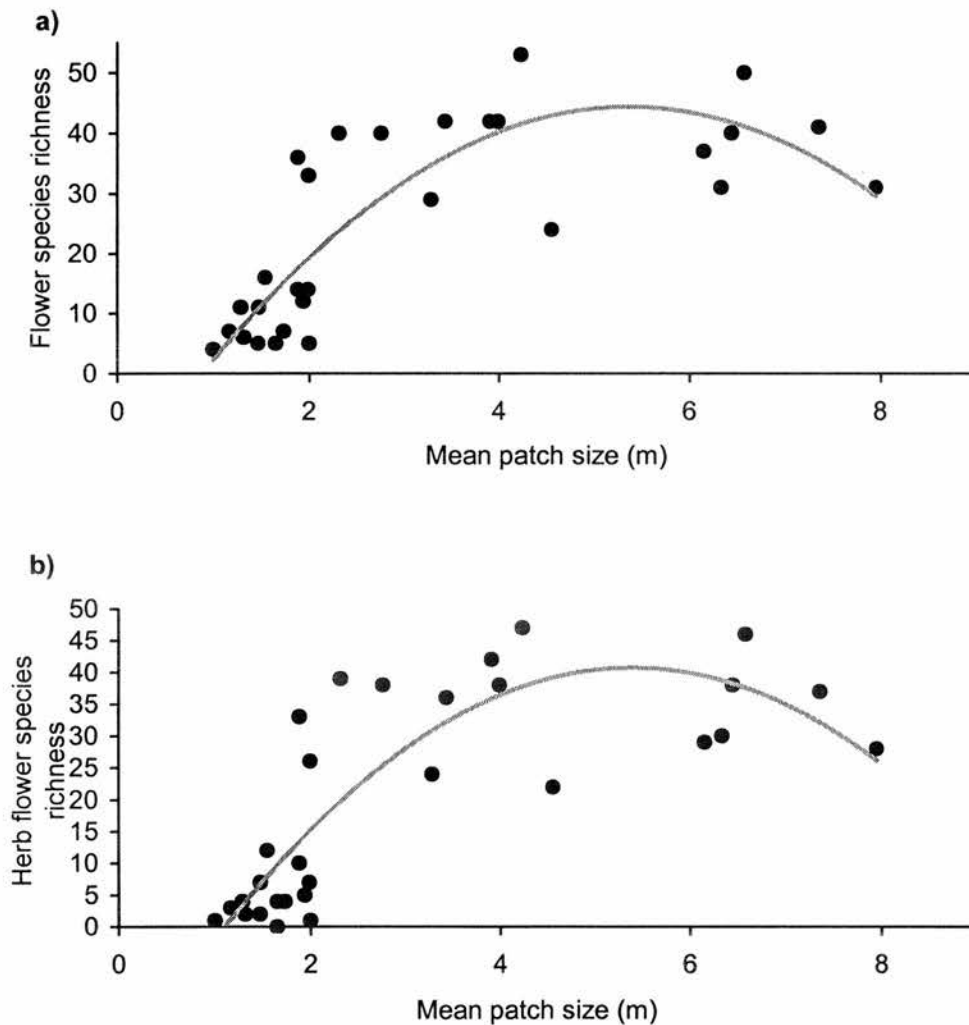 a)
Flower species richness
50
40
30
20
10
0
0 2 4 6 8
Mean patch size (m)
b)
Herb flower species
richness
50
45
40
35
30
25
20
15
10
5
0
0 2 4 6 8
Mean patch size (m)